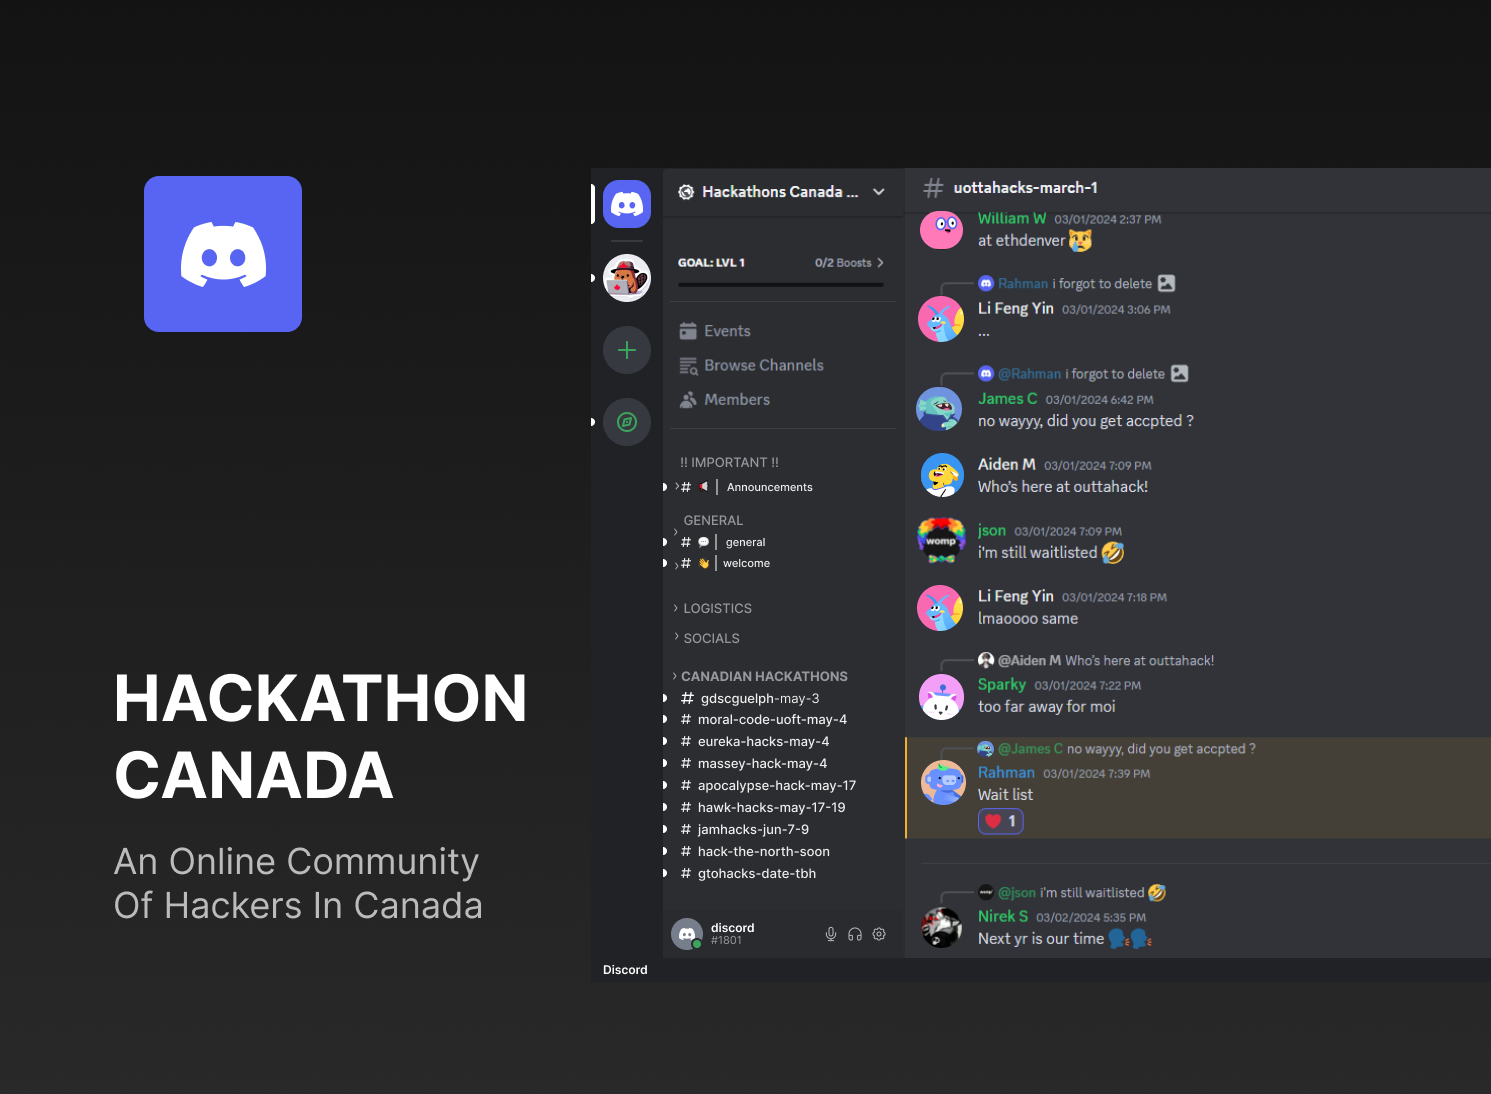 HACKATHON
CANADA
An Online Community
Of Hackers In Canada
Hackathons Canada ...
GOAL: LVL 1 0/2 Boosts
Events
Browse Channels
Members
!! IMPORTANT !!
# | Announcements
GENERAL
# 💬 | general
# 👋 | welcome
LOGISTICS
SOCIALS
CANADIAN HACKATHONS
# gdscguelph-may-3
# moral-code-uoft-may-4
# eureka-hacks-may-4
# massey-hack-may-4
# apocalypse-hack-may-17
# hawk-hacks-may-17-19
# jamhacks-jun-7-9
# hack-the-north-soon
# gtohacks-date-tbh
discord
#1801
Discord
# uottahacks-march-1
William W 03/01/2024 2:37 PM
at ethdenver 😿
Rahman i forgot to delete
Li Feng Yin 03/01/2024 3:06 PM
...
@Rahman i forgot to delete
James C 03/01/2024 6:42 PM
no wayyy, did you get accpted ?
Aiden M 03/01/2024 7:09 PM
Who's here at outtahack!
womp
json 03/01/2024 7:09 PM
i'm still waitlisted 🤣
Li Feng Yin 03/01/2024 7:18 PM
lmaoooo same
@Aiden M Who's here at outtahack!
Sparky 03/01/2024 7:22 PM
too far away for moi
@James C no wayyy, did you get accpted ?
Rahman 03/01/2024 7:39 PM
Wait list
❤️ 1
@json i'm still waitlisted 🤣
Nirek S 03/02/2024 5:35 PM
Next yr is our time 🗣️🗣️